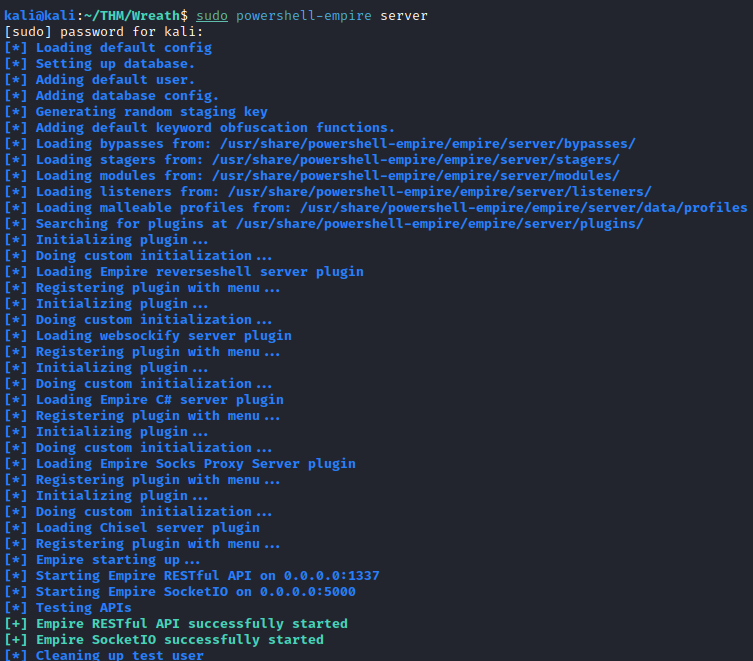 kali@kali:~/THM/Wreath$ sudo powershell-empire server
[sudo] password for kali:
[*] Loading default config
[*] Setting up database.
[*] Adding default user.
[*] Adding database config.
[*] Generating random staging key
[*] Adding default keyword obfuscation functions.
[*] Loading bypasses from: /usr/share/powershell-empire/empire/server/bypasses/
[*] Loading stagers from: /usr/share/powershell-empire/empire/server/stagers/
[*] Loading modules from: /usr/share/powershell-empire/empire/server/modules/
[*] Loading listeners from: /usr/share/powershell-empire/empire/server/listeners/
[*] Loading malleable profiles from: /usr/share/powershell-empire/empire/server/data/profiles
[*] Searching for plugins at /usr/share/powershell-empire/empire/server/plugins/
[*] Initializing plugin...
[*] Doing custom initialization...
[*] Loading Empire reverseshell server plugin
[*] Registering plugin with menu...
[*] Initializing plugin...
[*] Doing custom initialization...
[*] Loading websockify server plugin
[*] Registering plugin with menu...
[*] Initializing plugin...
[*] Doing custom initialization...
[*] Loading Empire C# server plugin
[*] Registering plugin with menu...
[*] Initializing plugin...
[*] Doing custom initialization...
[*] Loading Empire Socks Proxy Server plugin
[*] Registering plugin with menu...
[*] Initializing plugin...
[*] Doing custom initialization...
[*] Loading Chisel server plugin
[*] Registering plugin with menu...
[*] Empire starting up...
[*] Starting Empire RESTful API on 0.0.0.0:1337
[*] Starting Empire SocketIO on 0.0.0.0:5000
[*] Testing APIs
[+] Empire RESTful API successfully started
[+] Empire SocketIO successfully started
[*] Cleaning up test user